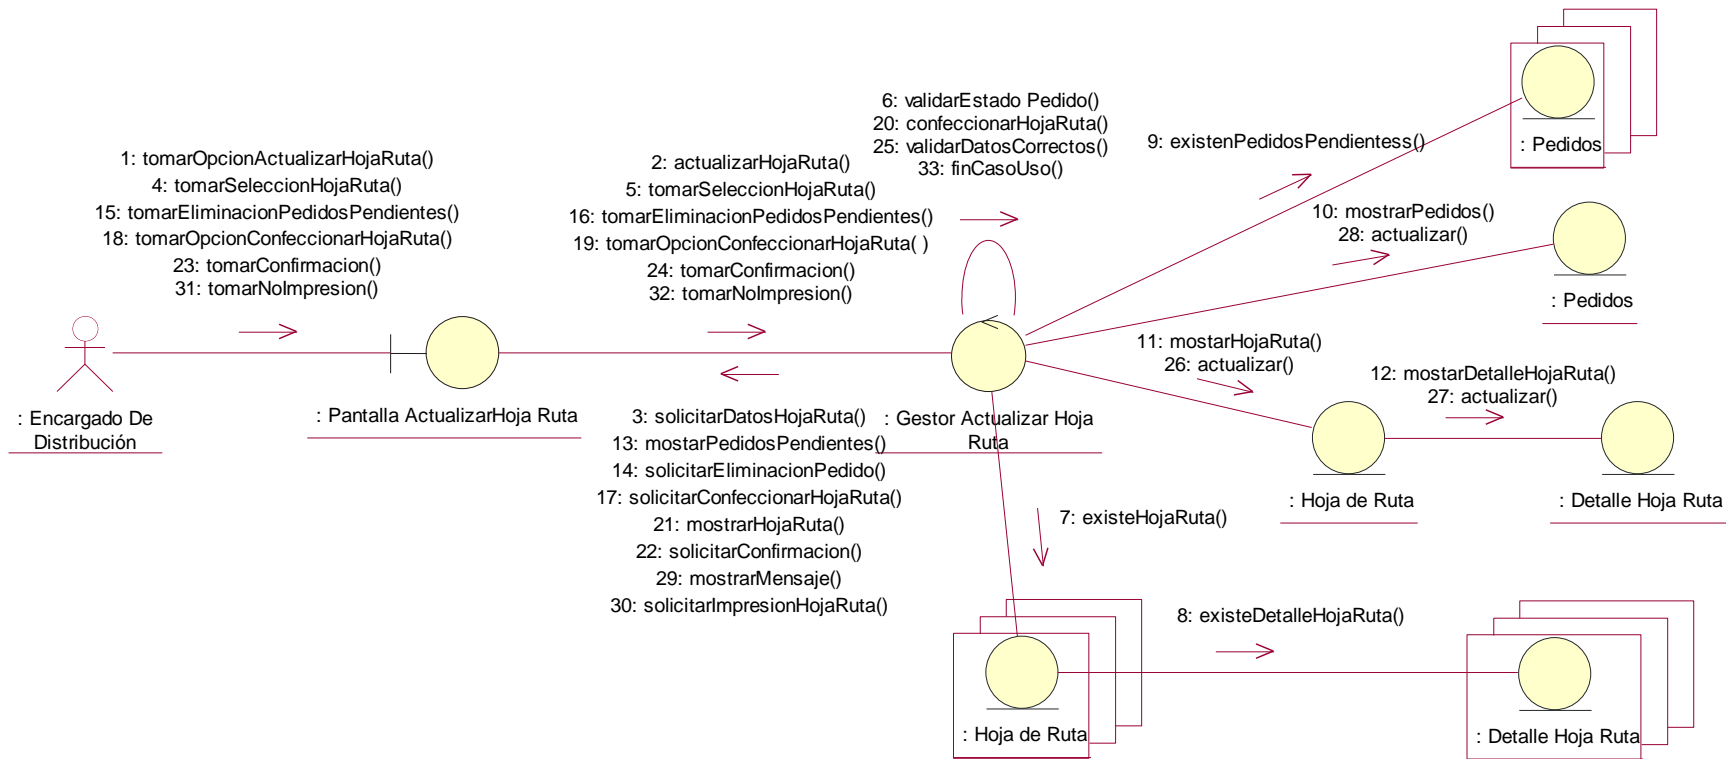 1: tomarOpcionActualizarHojaRuta()
4: tomarSeleccionHojaRuta()
15: tomarEliminacionPedidosPendientes()
18: tomarOpcionConfeccionarHojaRuta()
23: tomarConfirmacion()
31: tomarNoImpresion()
2: actualizarHojaRuta()
5: tomarSeleccionHojaRuta()
16: tomarEliminacionPedidosPendientes()
19: tomarOpcionConfeccionarHojaRuta( )
24: tomarConfirmacion()
32: tomarNoImpresion()
6: validarEstado Pedido()
20: confeccionarHojaRuta()
25: validarDatosCorrectos()
33: finCasoUso()
9: existenPedidosPendientess()
: Pedidos
10: mostrarPedidos()
28: actualizar()
: Pedidos
11: mostarHojaRuta()
26: actualizar()
12: mostarDetalleHojaRuta()
27: actualizar()
: Encargado De
Distribución
: Pantalla ActualizarHoja Ruta
: Gestor Actualizar Hoja
Ruta
: Hoja de Ruta
: Detalle Hoja Ruta
3: solicitarDatosHojaRuta()
13: mostarPedidosPendientes()
14: solicitarEliminacionPedido()
17: solicitarConfeccionarHojaRuta()
21: mostrarHojaRuta()
22: solicitarConfirmacion()
29: mostrarMensaje()
30: solicitarImpresionHojaRuta()
7: existeHojaRuta()
8: existeDetalleHojaRuta()
: Hoja de Ruta
: Detalle Hoja Ruta